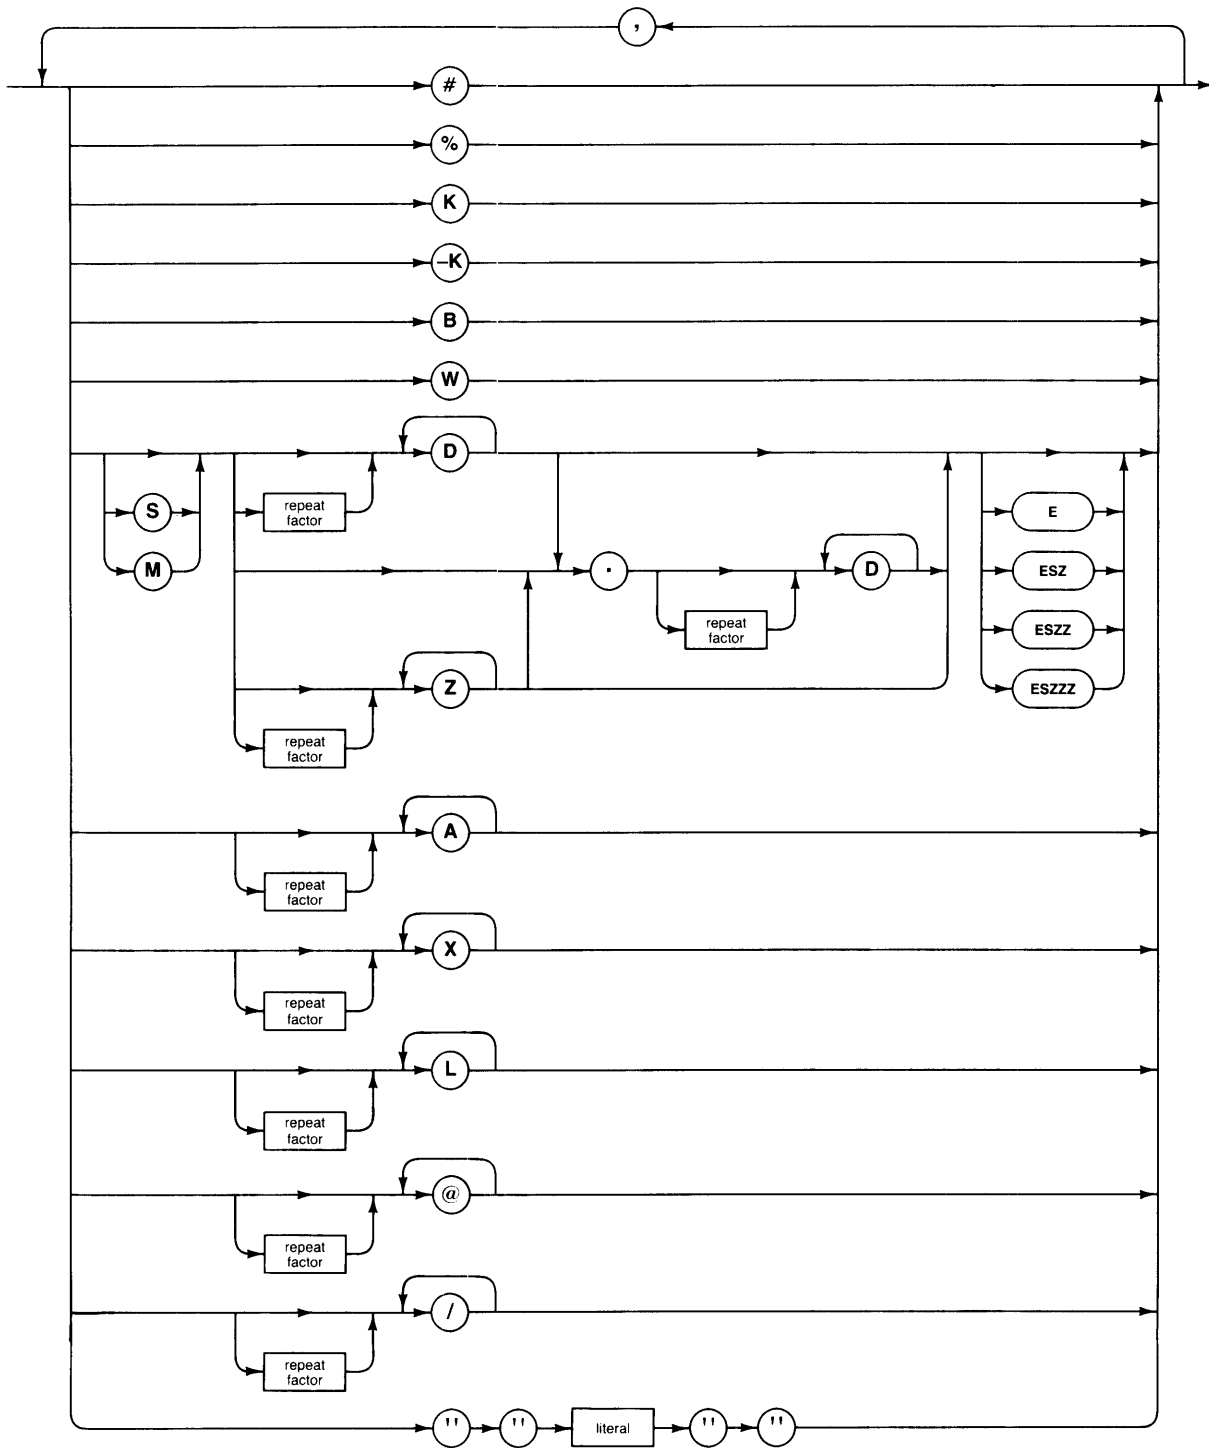 ,
#
%
K
–K
B
W
D
repeat
factor
S
E
M
.
D
ESZ
repeat
factor
ESZZ
Z
ESZZZ
repeat
factor
A
repeat
factor
X
repeat
factor
L
repeat
factor
@
repeat
factor
/
repeat
factor
" " literal " "